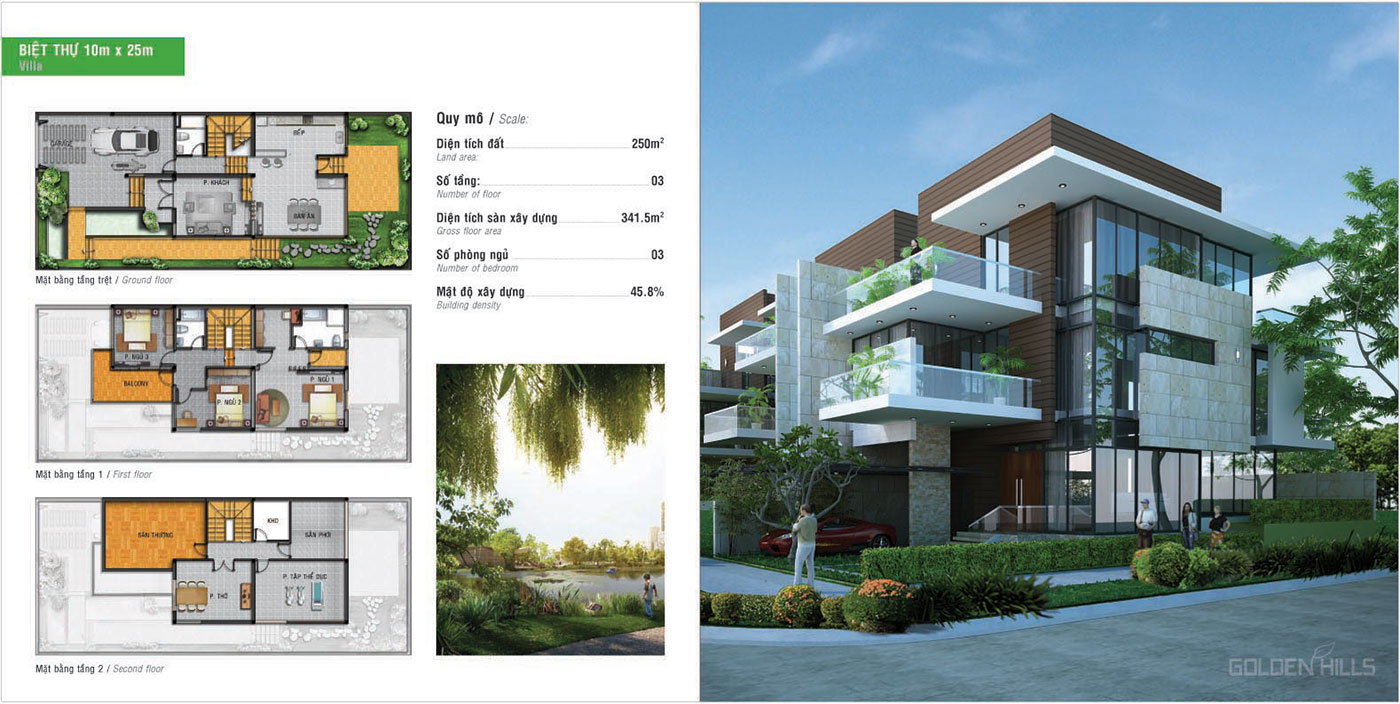 BIỆT THỰ 10m x 25m
Villa
GARAGE
BẾP
P. KHÁCH
BÀN ĂN
Mặt bằng tầng trệt / Ground floor
P. NGỦ 3
BALCONY
P. NGỦ 2
P. NGỦ 1
Mặt bằng tầng 1 / First floor
SÂN THƯỢNG
KHO
SÂN PHƠI
P. THỜ
P. TẬP THỂ DỤC
Mặt bằng tầng 2 / Second floor
Quy mô / Scale:
Diện tích đất 250m²
Land area:
Số tầng: 03
Number of floor
Diện tích sàn xây dựng 341.5m²
Gross floor area
Số phòng ngủ 03
Number of bedroom
Mật độ xây dựng 45.8%
Building density
GOLDEN HILLS